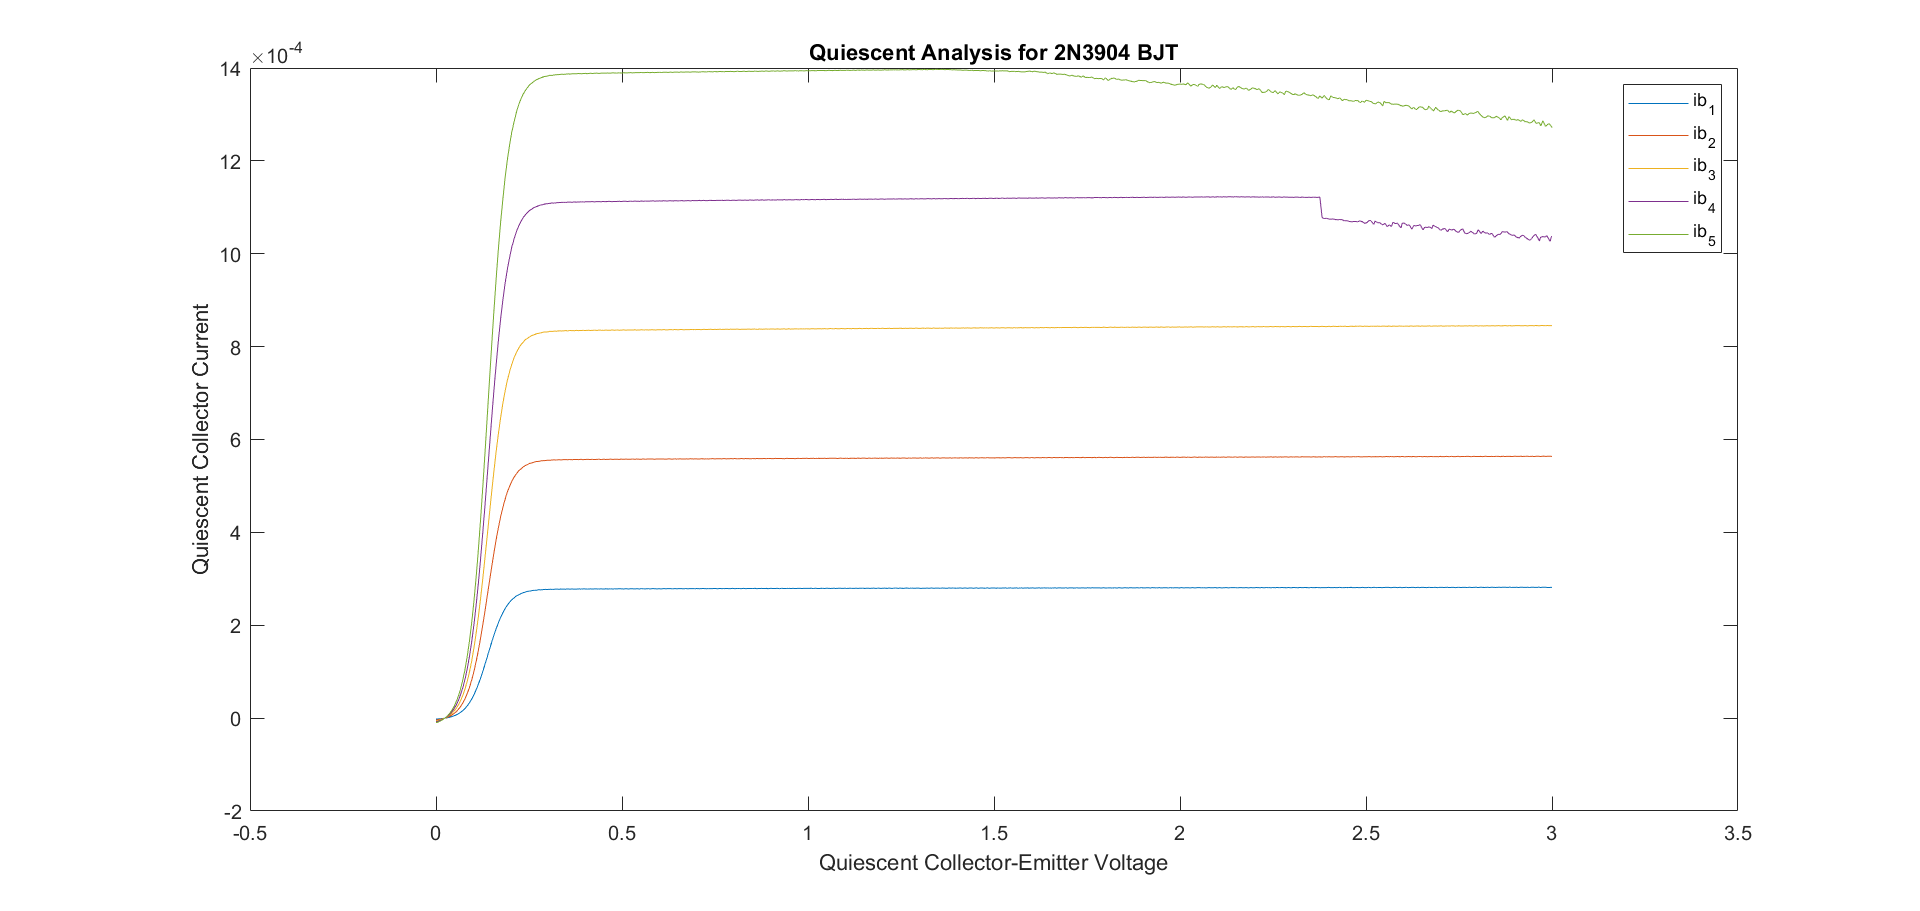 Quiescent Analysis for 2N3904 BJT
×10-4
14
12
10
8
6
4
2
0
-2
-0.5
0
0.5
1
1.5
2
2.5
3
3.5
Quiescent Collector Current
Quiescent Collector-Emitter Voltage
ib1
ib2
ib3
ib4
ib5